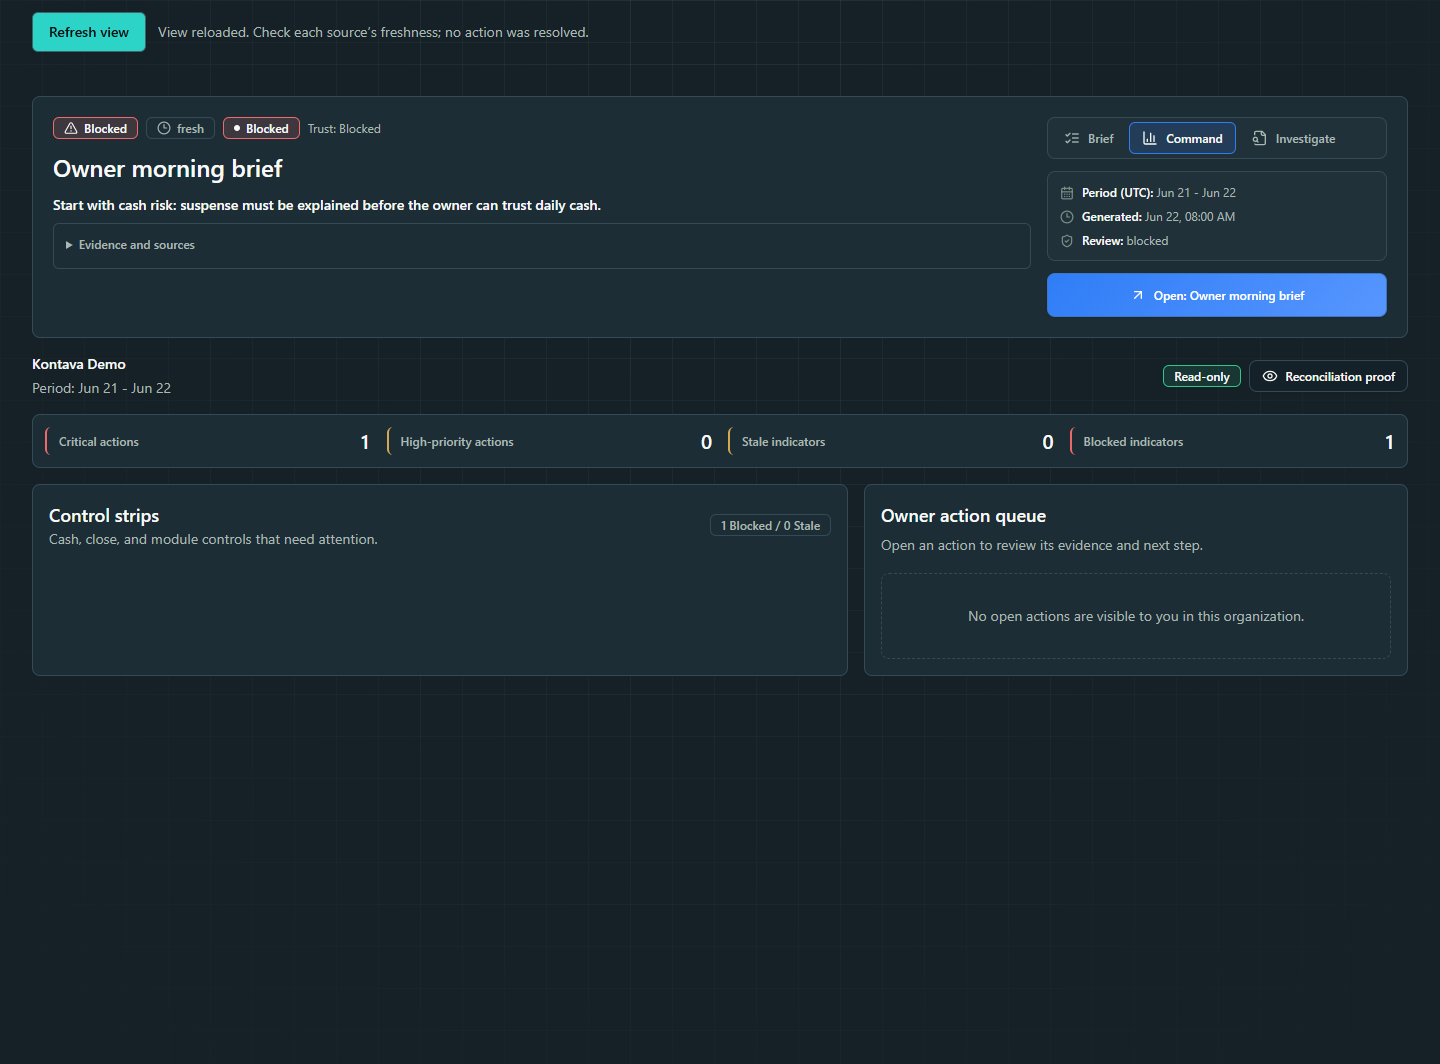 Refresh view
View reloaded. Check each source’s freshness; no action was resolved.
Blocked
fresh
Blocked
Trust: Blocked
Owner morning brief
Start with cash risk: suspense must be explained before the owner can trust daily cash.
Evidence and sources
Brief
Command
Investigate
Period (UTC): Jun 21 - Jun 22
Generated: Jun 22, 08:00 AM
Review: blocked
Open: Owner morning brief
Kontava Demo
Period: Jun 21 - Jun 22
Read-only
Reconciliation proof
Critical actions 1
High-priority actions 0
Stale indicators 0
Blocked indicators 1
Control strips
Cash, close, and module controls that need attention.
1 Blocked / 0 Stale
Owner action queue
Open an action to review its evidence and next step.
No open actions are visible to you in this organization.